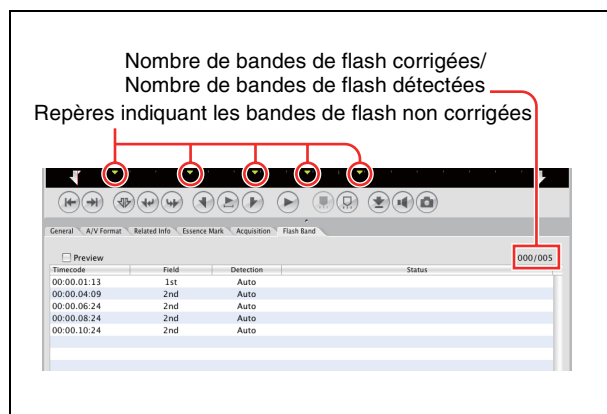 Nombre de bandes de flash corrigées/
Nombre de bandes de flash détectées
Repères indiquant les bandes de flash non corrigées
General A/V Format Related Info Essence Mark Acquisition Flash Band
Preview 000/005
Timecode Field Detection Status
00:00.01:13 1st Auto
00:00.04:09 2nd Auto
00:00.06:24 2nd Auto
00:00.08:24 2nd Auto
00:00.10:24 2nd Auto